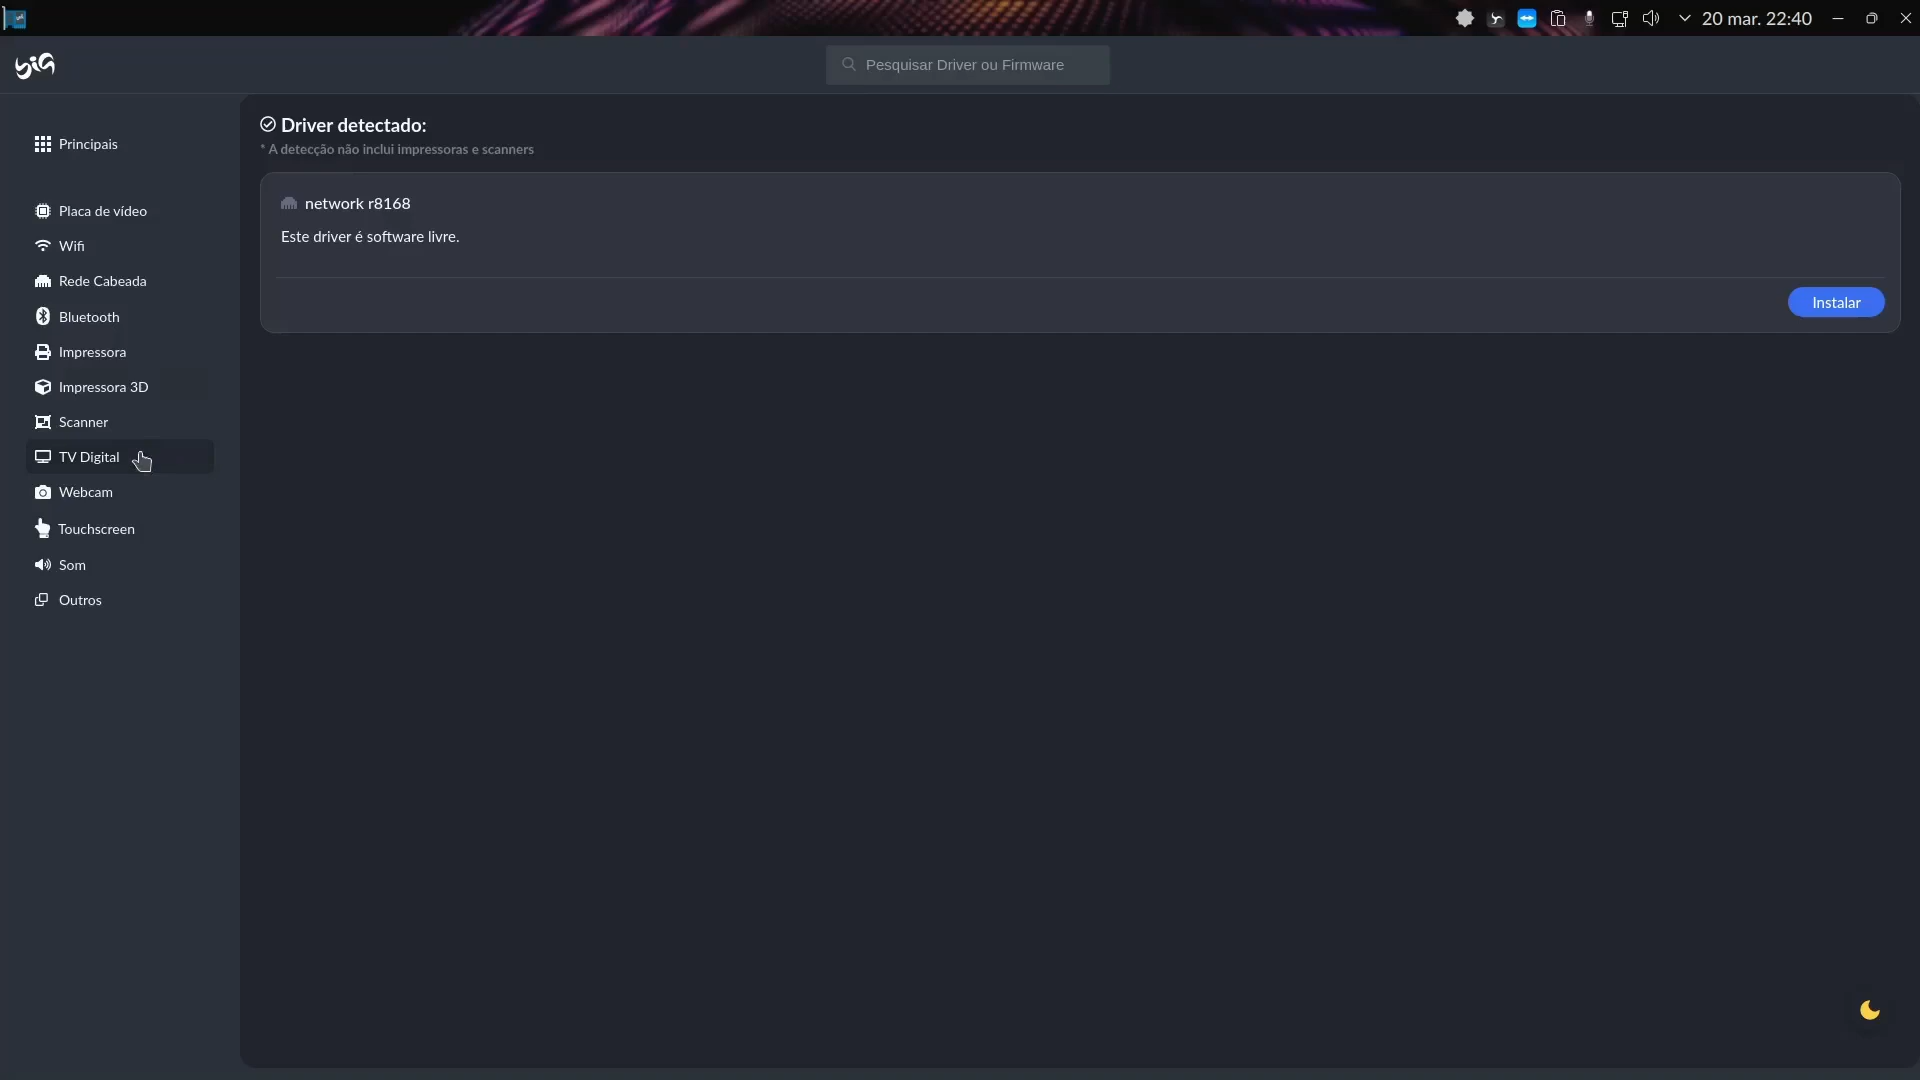 20 mar. 22:40
big
Pesquisar Driver ou Firmware
Principais
Placa de vídeo
Wifi
Rede Cabeada
Bluetooth
Impressora
Impressora 3D
Scanner
TV Digital
Webcam
Touchscreen
Som
Outros
Driver detectado:
* A detecção não inclui impressoras e scanners
network r8168
Este driver é software livre.
Instalar